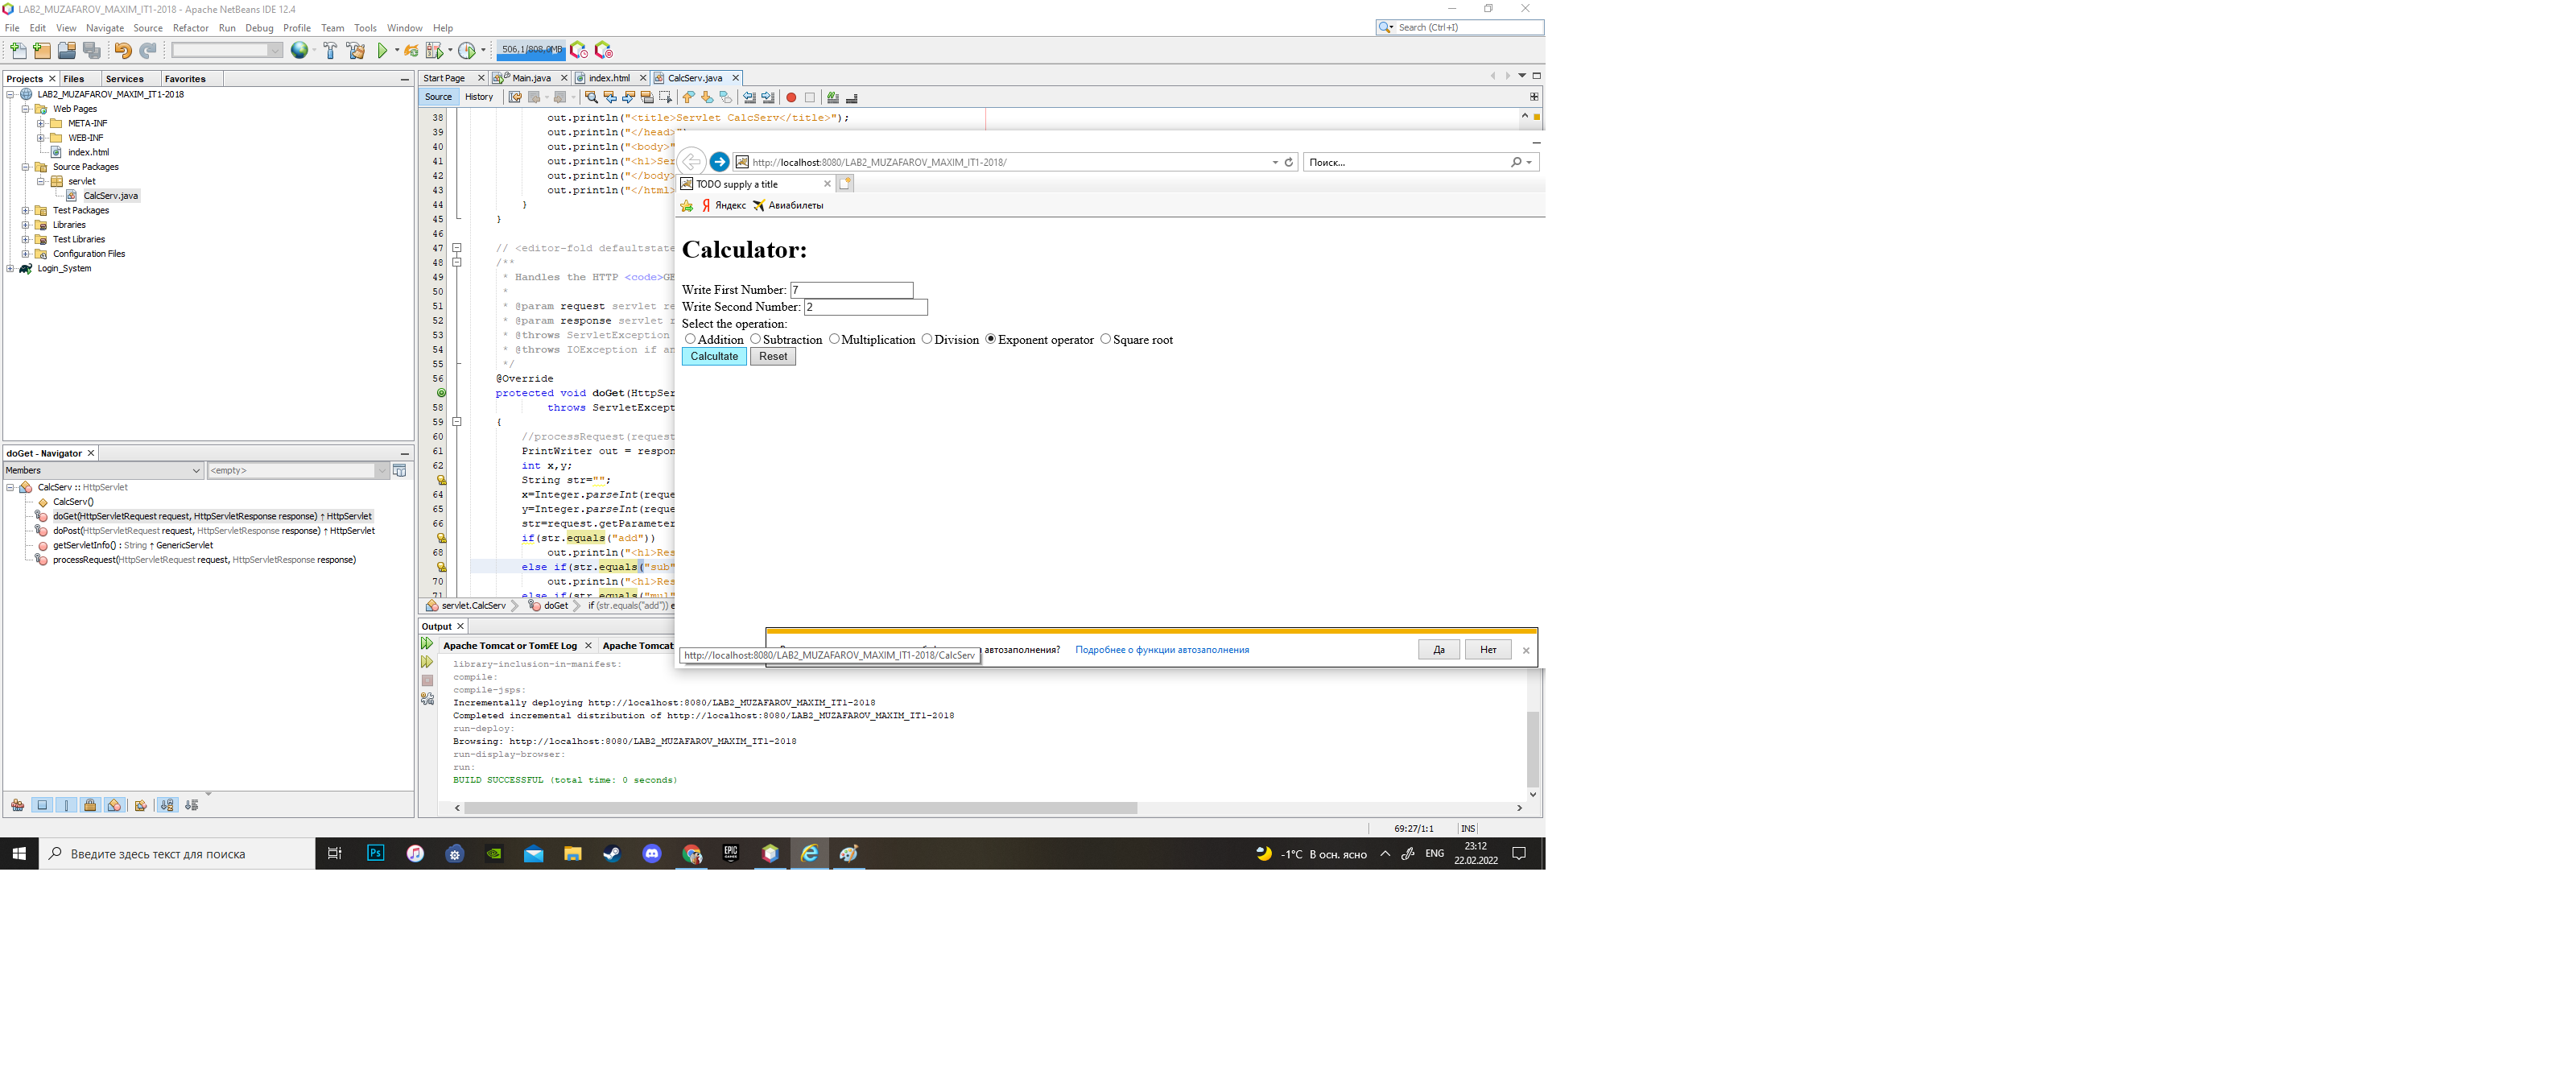 LAB2_MUZAFAROV_MAXIM_IT1-2018 - Apache NetBeans IDE 12.4
File Edit View Navigate Source Refactor Run Debug Profile Team Tools Window Help
Search (Ctrl+I)
506,1/808,0MB
Projects Files Services Favorites
LAB2_MUZAFAROV_MAXIM_IT1-2018
Web Pages
META-INF
WEB-INF
index.html
Source Packages
servlet
CalcServ.java
Test Packages
Libraries
Test Libraries
Configuration Files
Login_System
doGet - Navigator
Members <empty>
CalcServ :: HttpServlet
CalcServ()
doGet(HttpServletRequest request, HttpServletResponse response) ↑ HttpServlet
doPost(HttpServletRequest request, HttpServletResponse response) ↑ HttpServlet
getServletInfo() : String ↑ GenericServlet
processRequest(HttpServletRequest request, HttpServletResponse response)
Start Page Main.java index.html CalcServ.java
Source History
38 out.println("<title>Servlet CalcServ</title>");
39 out.println("</head>");
40 out.println("<body>"
41 out.println("<h1>Ser
42 out.println("</body>
43 out.println("</html>
44 }
45 }
46
47 // <editor-fold defaultstate
48 /**
49 * Handles the HTTP <code>GE
50 *
51 * @param request servlet re
52 * @param response servlet r
53 * @throws ServletException
54 * @throws IOException if an
55 */
56 @Override
protected void doGet(HttpSer
58 throws ServletExcept
59 {
60 //processRequest(request
61 PrintWriter out = respon
62 int x,y;
String str="";
64 x=Integer.parseInt(reque
65 y=Integer.parseInt(reque
66 str=request.getParameter
if(str.equals("add"))
68 out.println("<h1>Res
else if(str.equals("sub"
70 out.println("<h1>Res
71 else if(str.equals("mul"
servlet.CalcServ doGet if (str.equals("add")) e
http://localhost:8080/LAB2_MUZAFAROV_MAXIM_IT1-2018/
Поиск...
TODO supply a title
Яндекс Авиабилеты
Calculator:
Write First Number: 7
Write Second Number: 2
Select the operation:
Addition Subtraction Multiplication Division Exponent operator Square root
Calcultate Reset
автозаполнения? Подробнее о функции автозаполнения Да Нет
http://localhost:8080/LAB2_MUZAFAROV_MAXIM_IT1-2018/CalcServ
Output
Apache Tomcat or TomEE Log Apache Tomcat
library-inclusion-in-manifest:
compile:
compile-jsps:
Incrementally deploying http://localhost:8080/LAB2_MUZAFAROV_MAXIM_IT1-2018
Completed incremental distribution of http://localhost:8080/LAB2_MUZAFAROV_MAXIM_IT1-2018
run-deploy:
Browsing: http://localhost:8080/LAB2_MUZAFAROV_MAXIM_IT1-2018
run-display-browser:
run:
BUILD SUCCESSFUL (total time: 0 seconds)
69:27/1:1 INS
Введите здесь текст для поиска
Ps
EPIC GAMES
-1°C В осн. ясно
ENG
23:12
22.02.2022